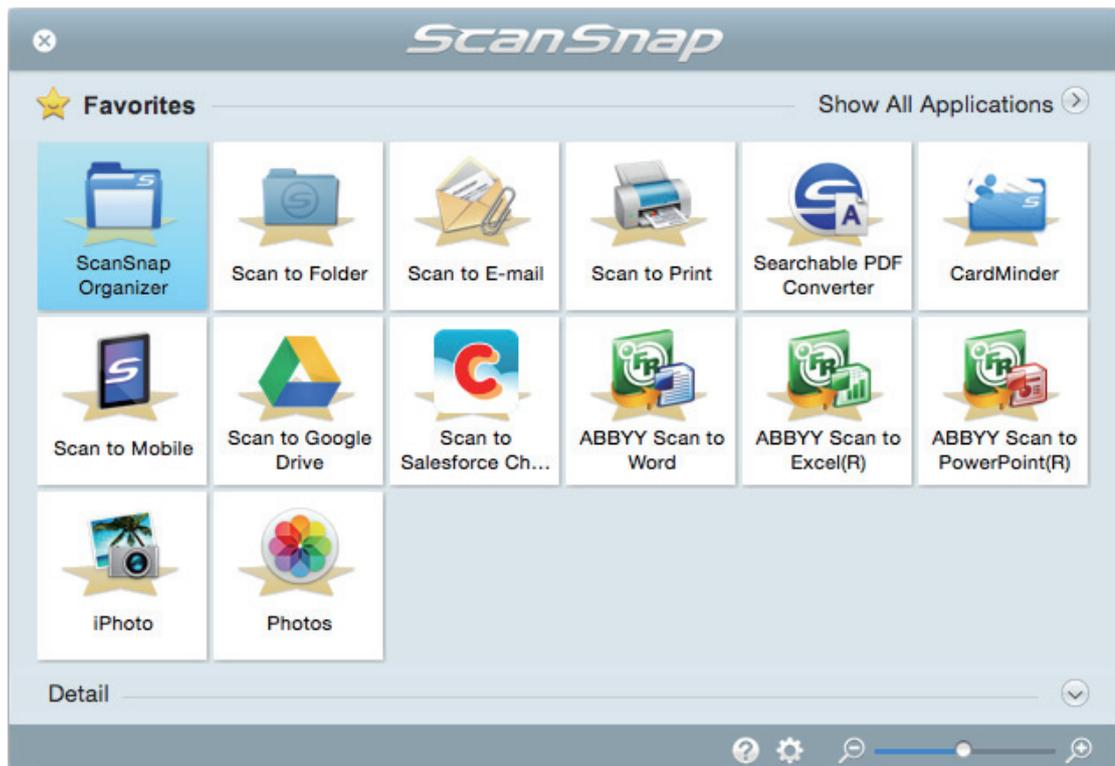 ScanSnap
Favorites
Show All Applications
ScanSnap
Organizer
Scan to Folder
Scan to E-mail
Scan to Print
Searchable PDF
Converter
CardMinder
Scan to Mobile
Scan to Google
Drive
Scan to
Salesforce Ch...
ABBYY Scan to
Word
ABBYY Scan to
Excel(R)
ABBYY Scan to
PowerPoint(R)
iPhoto
Photos
Detail